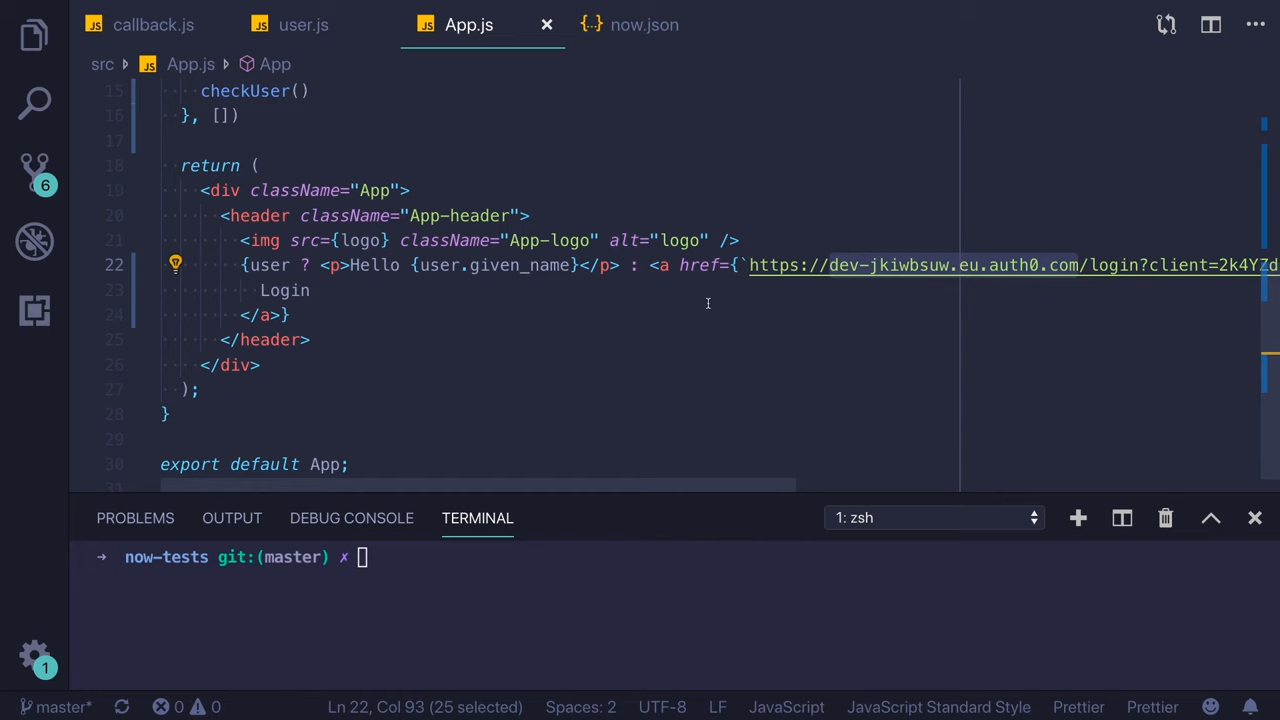 callback.js user.js App.js × now.json
src App.js App
15 checkUser()
16 }, [])
17
18 return (
19 <div className="App">
20 <header className="App-header">
21 <img src={logo} className="App-logo" alt="logo" />
22 {user ? <p>Hello {user.given_name}</p> : <a href={`https://dev-jkiwbsuw.eu.auth0.com/login?client=2k4YZd
23 Login
24 </a>}
25 </header>
26 </div>
27 );
28 }
29
30 export default App;
31
PROBLEMS OUTPUT DEBUG CONSOLE TERMINAL 1: zsh
→ now-tests git:(master) ✗
6
1
master* 0 0 Ln 22, Col 93 (25 selected) Spaces: 2 UTF-8 LF JavaScript JavaScript Standard Style Prettier Prettier